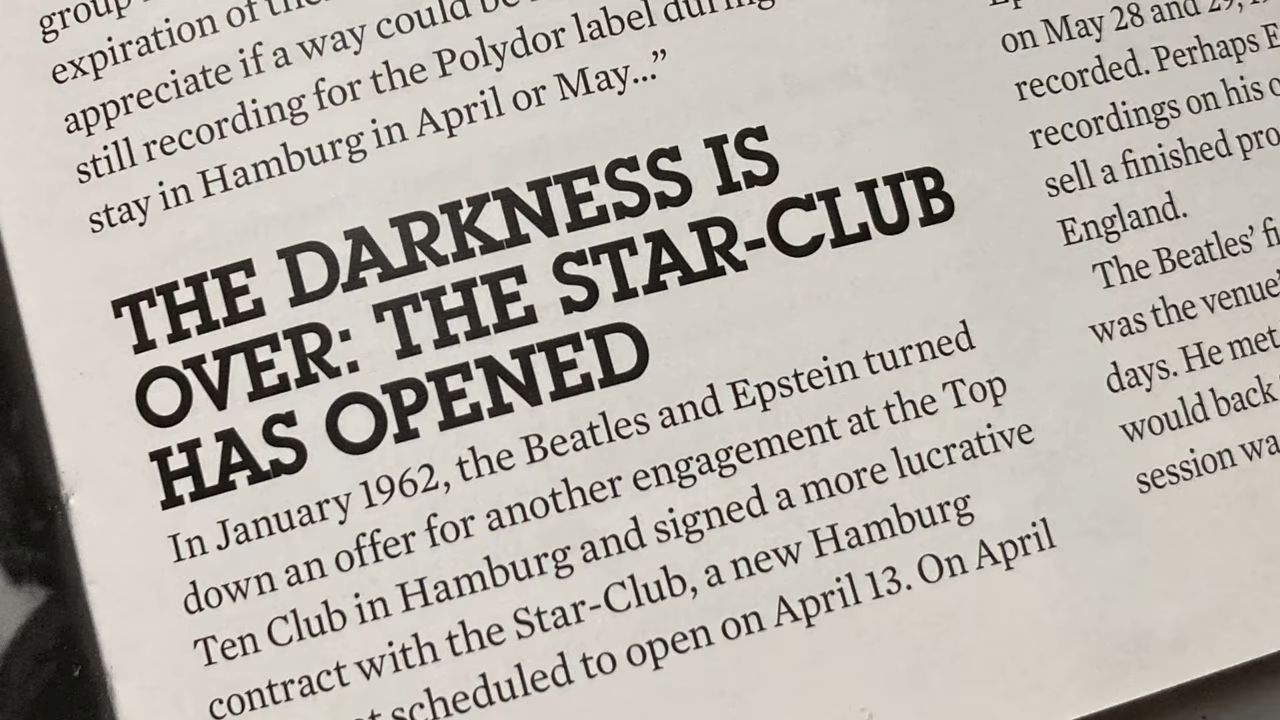 group
expiration of the
appreciate if a way could be
still recording for the Polydor label during
stay in Hamburg in April or May...”
THE DARKNESS IS
OVER: THE STAR-CLUB
HAS OPENED
In January 1962, the Beatles and Epstein turned
down an offer for another engagement at the Top
Ten Club in Hamburg and signed a more lucrative
contract with the Star-Club, a new Hamburg
scheduled to open on April 13. On April
on May 28 and 29,
recorded. Perhaps E
recordings on his o
sell a finished pro
England.
The Beatles’ fi
was the venue’
days. He met
would back
session wa